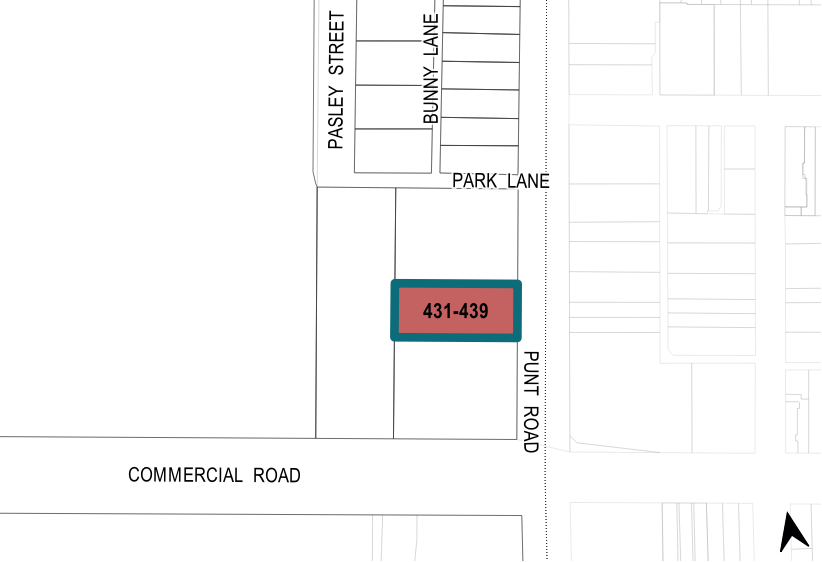 PASLEY STREET
BUNNY LANE
PARK LANE
431-439
PUNT ROAD
COMMERCIAL ROAD